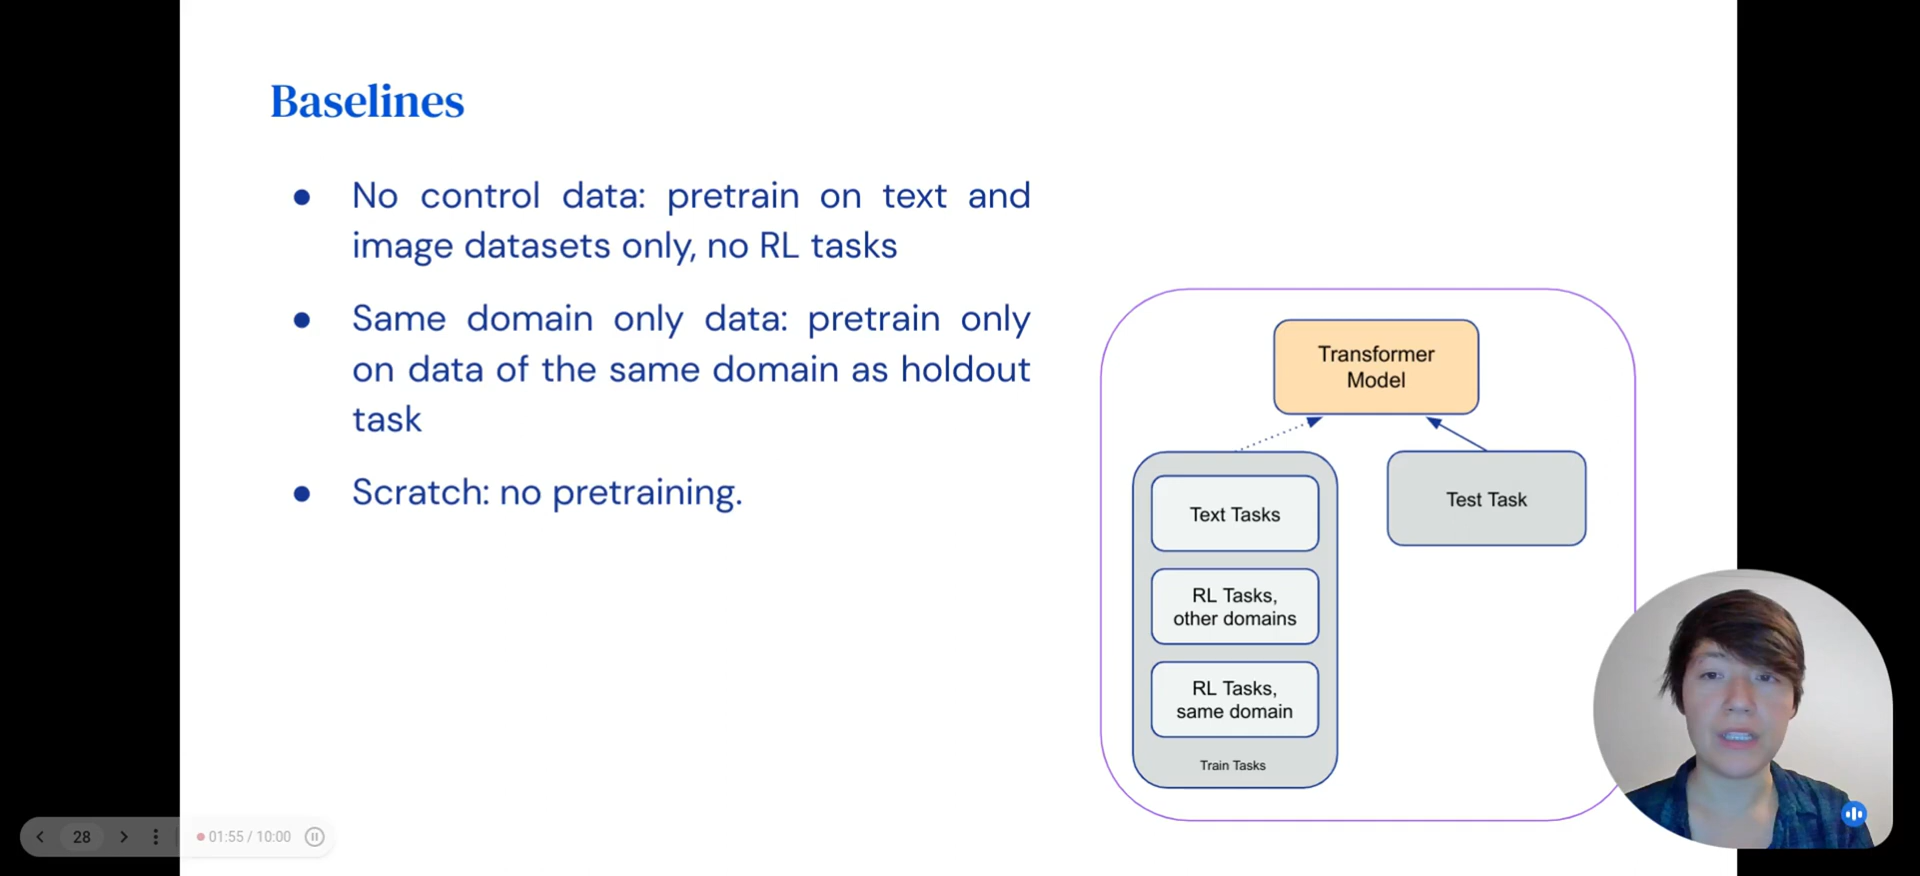 Baselines
● No control data: pretrain on text and
image datasets only, no RL tasks
● Same domain only data: pretrain only
on data of the same domain as holdout
task
● Scratch: no pretraining.
Transformer
Model
Text Tasks
RL Tasks,
other domains
RL Tasks,
same domain
Train Tasks
Test Task
28
01:55 / 10:00